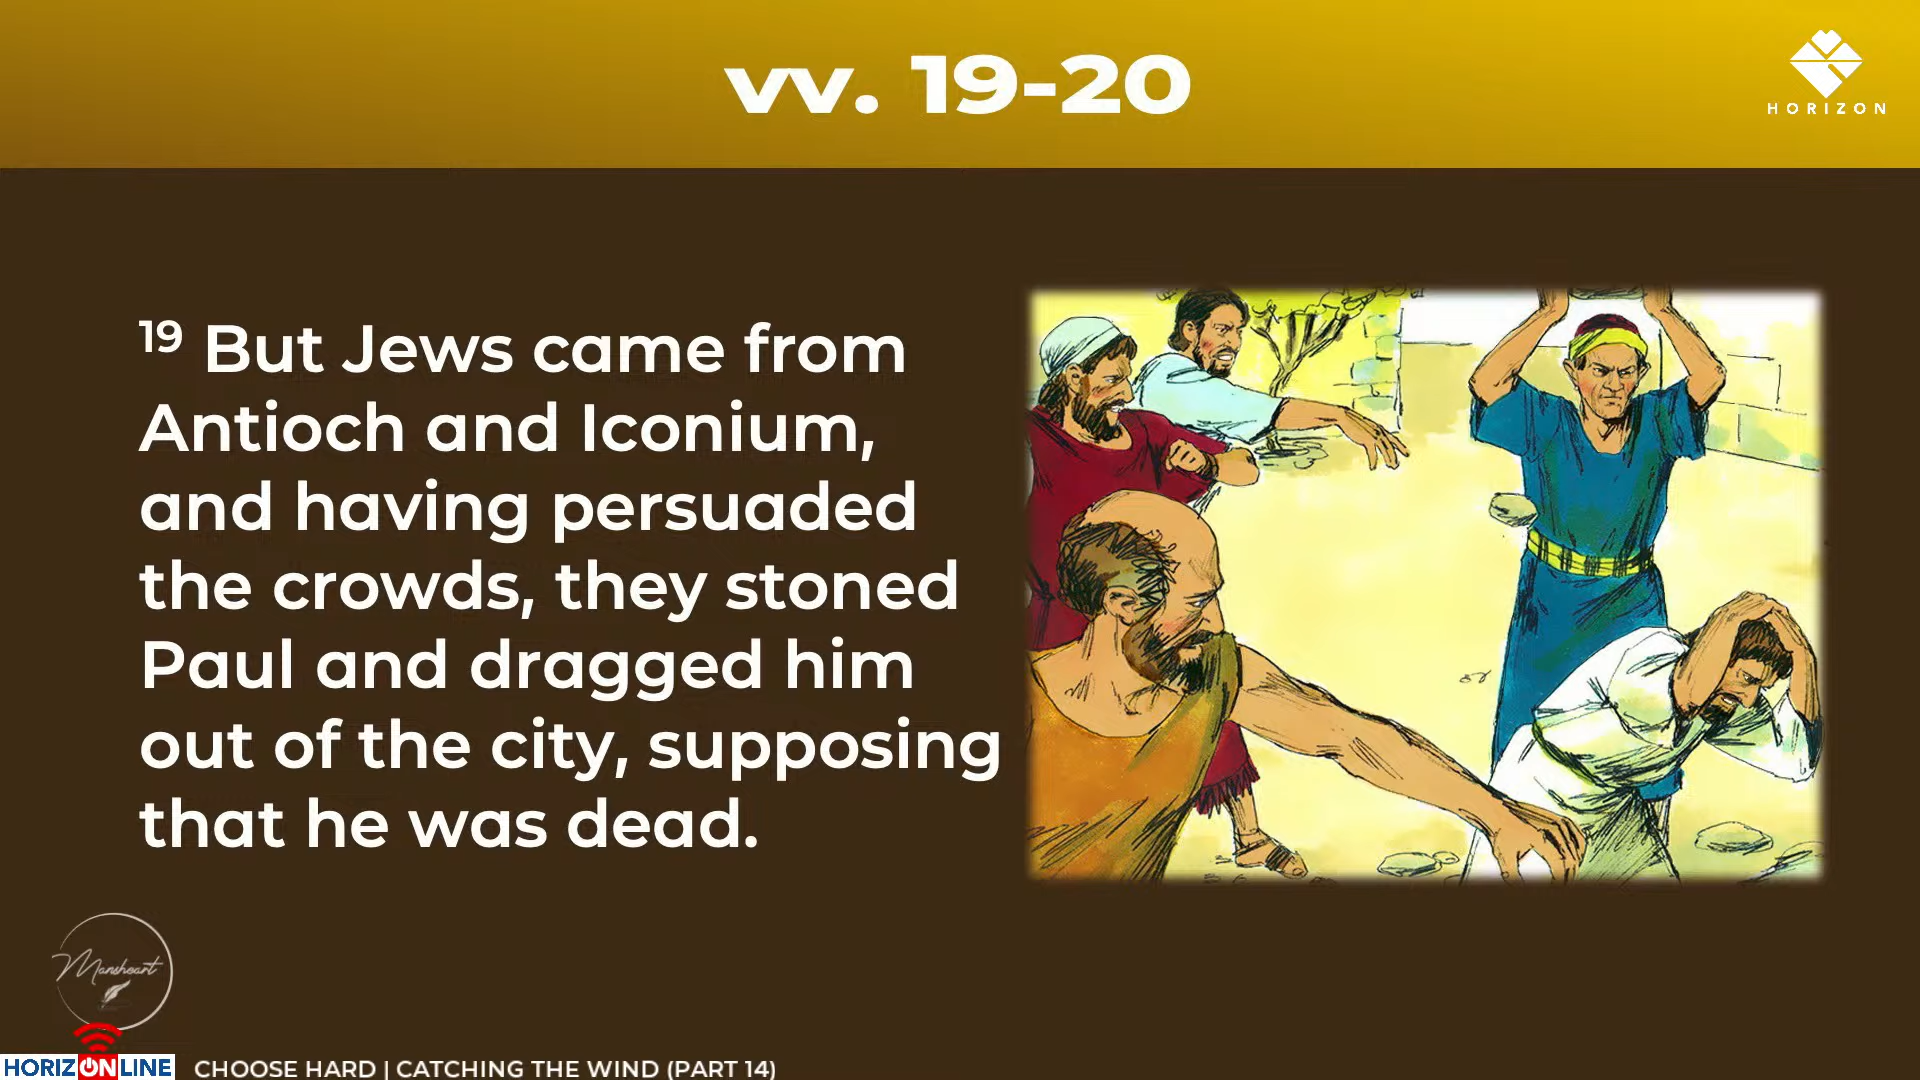 vv. 19-20
HORIZON
19 But Jews came from
Antioch and Iconium,
and having persuaded
the crowds, they stoned
Paul and dragged him
out of the city, supposing
that he was dead.
Mansheart
HORIZONLINE
CHOOSE HARD | CATCHING THE WIND (PART 14)